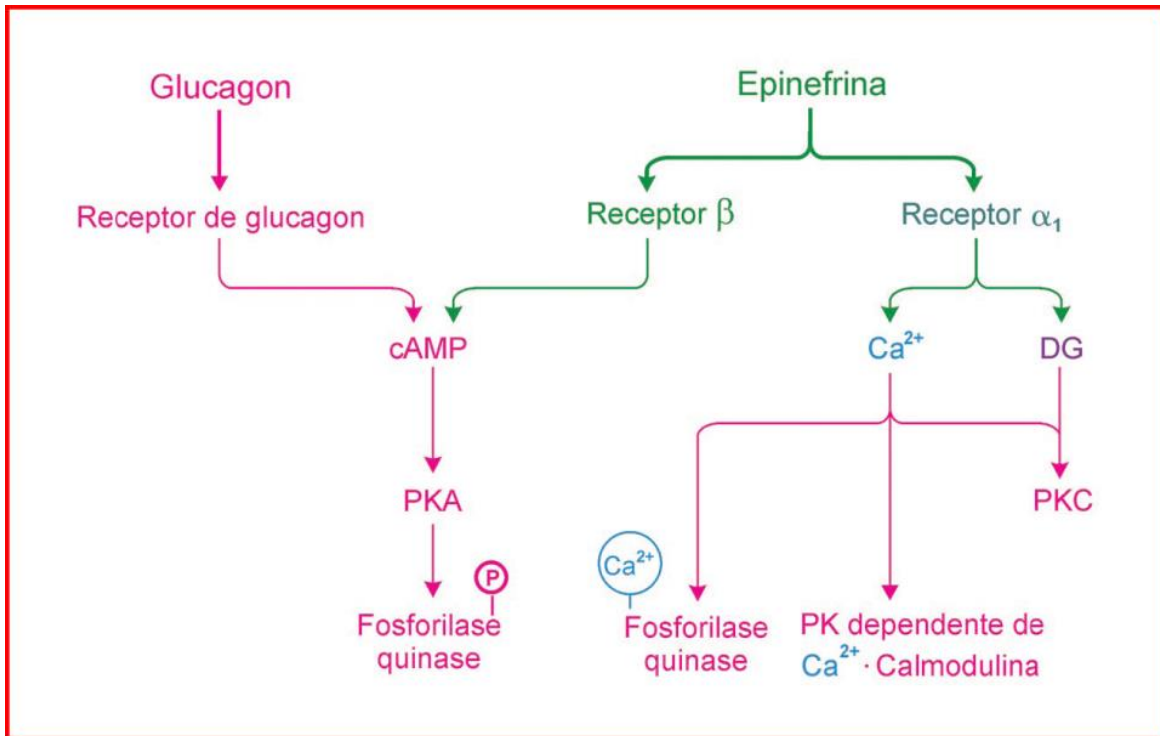 Glucagon
Epinefrina
Receptor de glucagon
Receptor β
Receptor α₁
cAMP
Ca²⁺
DG
PKA
PKC
P
Fosforilase
quinase
Ca²⁺
Fosforilase
quinase
PK dependente de
Ca²⁺ · Calmodulina